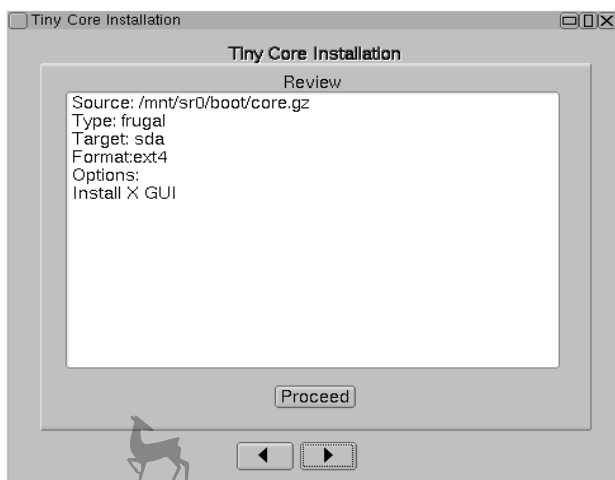 Tiny Core Installation
Tiny Core Installation
Review
Source: /mnt/sr0/boot/core.gz
Type: frugal
Target: sda
Format:ext4
Options:
Install X GUI
Proceed